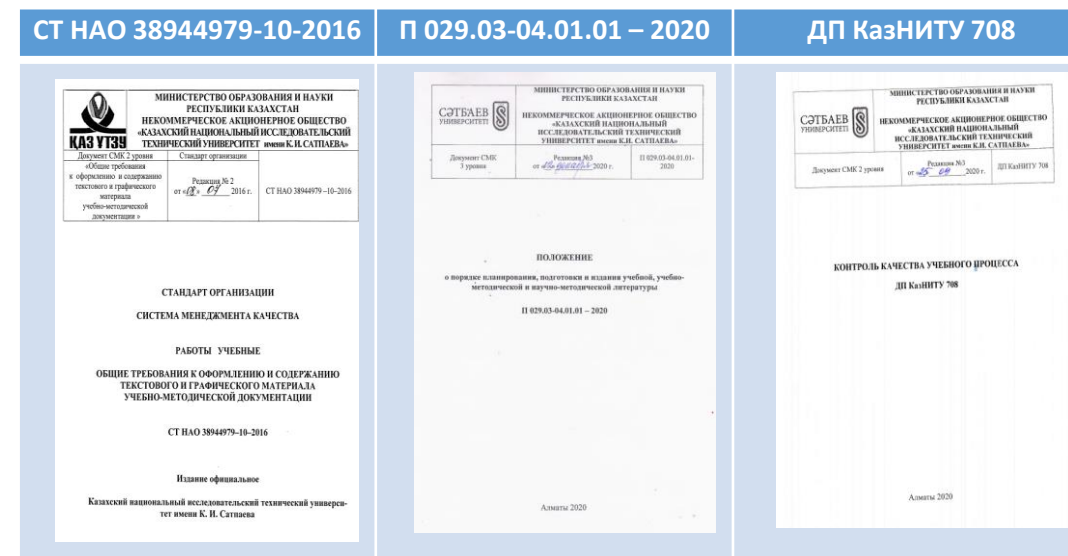 СТ НАО 38944979-10-2016
П 029.03-04.01.01 – 2020
ДП КазНИТУ 708
МИНИСТЕРСТВО ОБРАЗОВАНИЯ И НАУКИ
РЕСПУБЛИКИ КАЗАХСТАН
НЕКОММЕРЧЕСКОЕ АКЦИОНЕРНОЕ ОБЩЕСТВО
«КАЗАХСКИЙ НАЦИОНАЛЬНЫЙ ИССЛЕДОВАТЕЛЬСКИЙ
ТЕХНИЧЕСКИЙ УНИВЕРСИТЕТ имени К. И. САТПАЕВА»
ҚАЗҰТЗУ
Документ СМК 2 уровня
«Общие требования
к оформлению и содержанию
текстового и графического
материала
учебно-методической
документации »
Стандарт организации
Редакция № 2
от 04 2016 г.
СТ НАО 38944979 –10–2016
СТАНДАРТ ОРГАНИЗАЦИИ
СИСТЕМА МЕНЕДЖМЕНТА КАЧЕСТВА
РАБОТЫ УЧЕБНЫЕ
ОБЩИЕ ТРЕБОВАНИЯ К ОФОРМЛЕНИЮ И СОДЕРЖАНИЮ
ТЕКСТОВОГО И ГРАФИЧЕСКОГО МАТЕРИАЛА
УЧЕБНО-МЕТОДИЧЕСКОЙ ДОКУМЕНТАЦИИ
СТ НАО 38944979–10–2016
Издание официальное
Казахский национальный исследовательский технический универси-
тет имени К. И. Сатпаева
СӘТБАЕВ
УНИВЕРСИТЕТІ
МИНИСТЕРСТВО ОБРАЗОВАНИЯ И НАУКИ
РЕСПУБЛИКИ КАЗАХСТАН
НЕКОММЕРЧЕСКОЕ АКЦИОНЕРНОЕ ОБЩЕСТВО
«КАЗАХСКИЙ НАЦИОНАЛЬНЫЙ
ИССЛЕДОВАТЕЛЬСКИЙ ТЕХНИЧЕСКИЙ
УНИВЕРСИТЕТ имени К.И. САТПАЕВА»
Документ СМК
3 уровня
Редакция №3
от 2020 г.
П 029.03-04.01.01-
2020
ПОЛОЖЕНИЕ
о порядке планирования, подготовки и издания учебной, учебно-
методической и научно-методической литературы
П 029.03-04.01.01 – 2020
Алматы 2020
СӘТБАЕВ
УНИВЕРСИТЕТІ
МИНИСТЕРСТВО ОБРАЗОВАНИЯ И НАУКИ
РЕСПУБЛИКИ КАЗАХСТАН
НЕКОММЕРЧЕСКОЕ АКЦИОНЕРНОЕ ОБЩЕСТВО
«КАЗАХСКИЙ НАЦИОНАЛЬНЫЙ
ИССЛЕДОВАТЕЛЬСКИЙ ТЕХНИЧЕСКИЙ
УНИВЕРСИТЕТ имени К.И. САТПАЕВА»
Документ СМК 2 уровня
Редакция №3
от 25 09 2020 г.
ДП КазНИТУ 708
КОНТРОЛЬ КАЧЕСТВА УЧЕБНОГО ПРОЦЕССА
ДП КазНИТУ 708
Алматы 2020